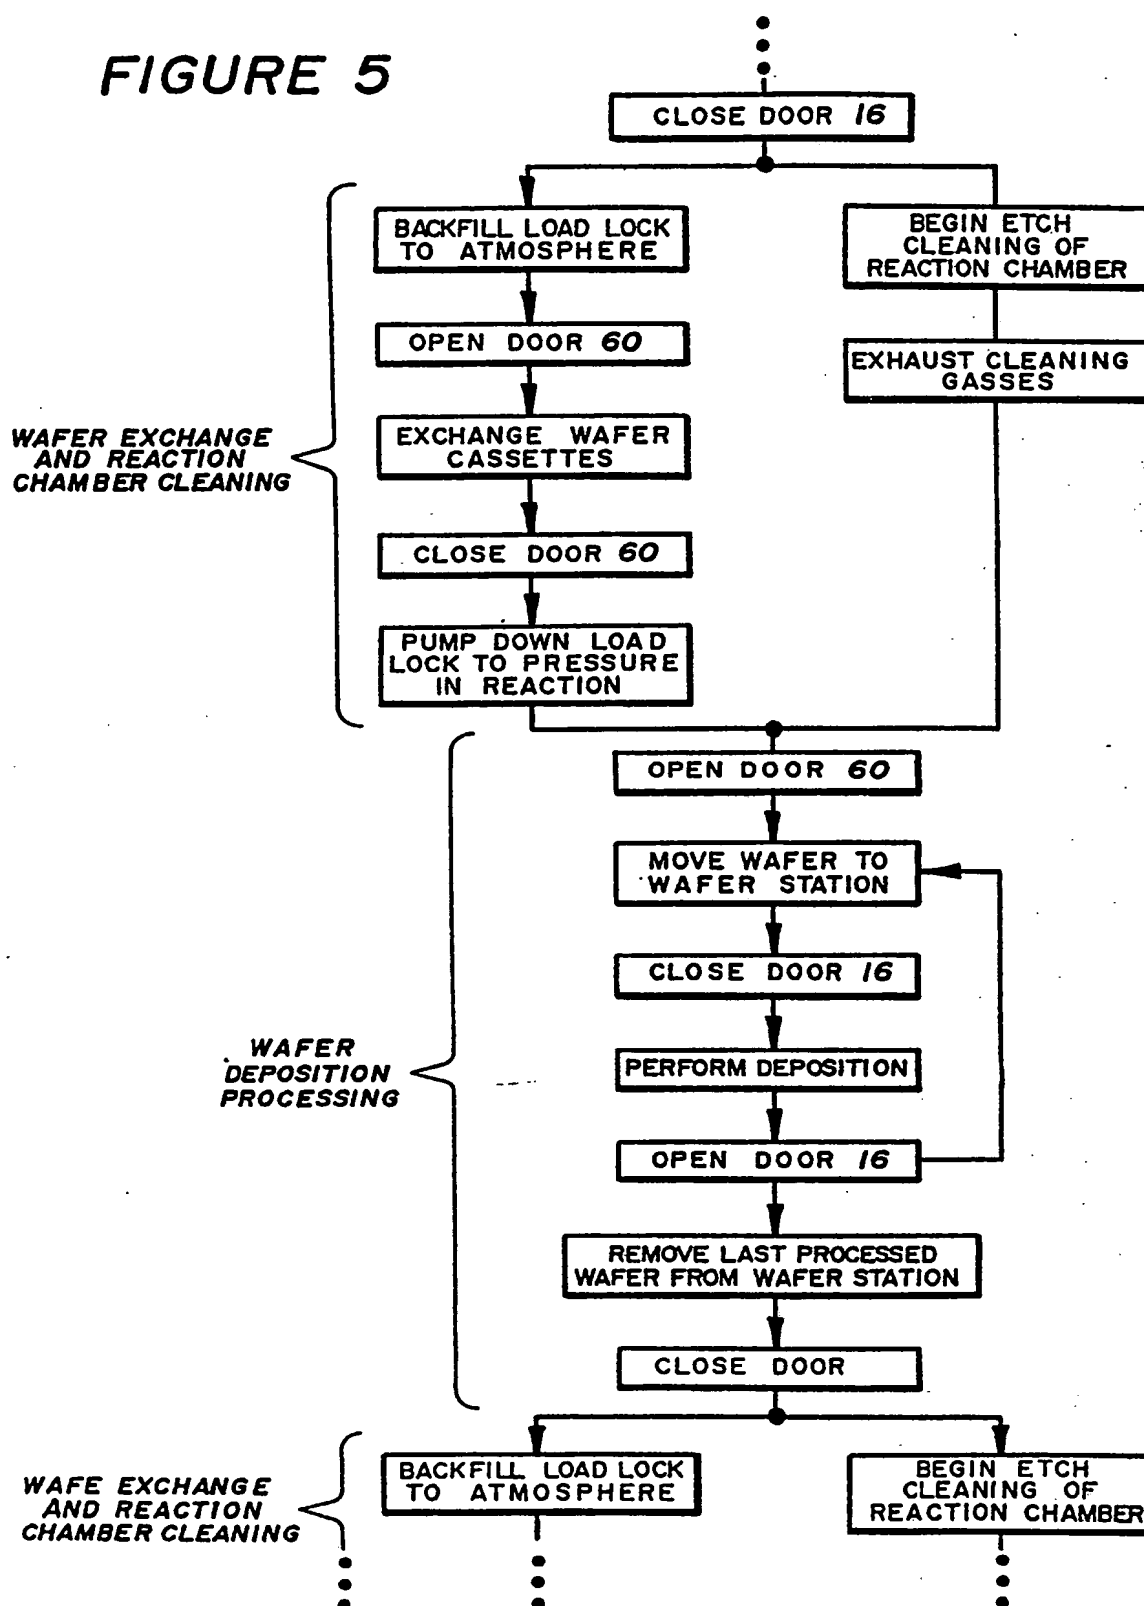 FIGURE 5
CLOSE DOOR 16
BACKFILL LOAD LOCK
TO ATMOSPHERE
OPEN DOOR 60
EXCHANGE WAFER
CASSETTES
CLOSE DOOR 60
PUMP DOWN LOAD
LOCK TO PRESSURE
IN REACTION
BEGIN ETCH
CLEANING OF
REACTION CHAMBER
EXHAUST CLEANING
GASSES
WAFER EXCHANGE
AND REACTION
CHAMBER CLEANING
OPEN DOOR 60
MOVE WAFER TO
WAFER STATION
CLOSE DOOR 16
PERFORM DEPOSITION
OPEN DOOR 16
REMOVE LAST PROCESSED
WAFER FROM WAFER STATION
CLOSE DOOR
WAFER
DEPOSITION
PROCESSING
BACKFILL LOAD LOCK
TO ATMOSPHERE
BEGIN ETCH
CLEANING OF
REACTION CHAMBER
WAFE EXCHANGE
AND REACTION
CHAMBER CLEANING